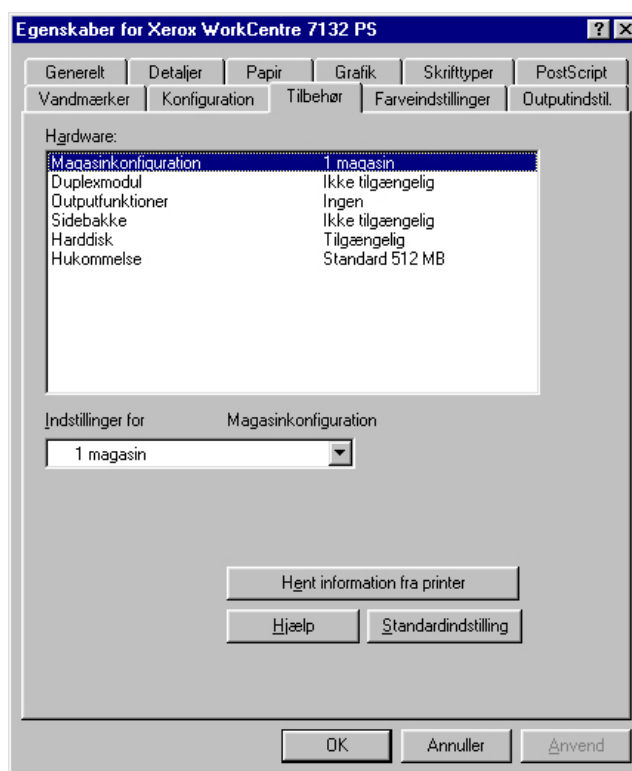 Egenskaber for Xerox WorkCentre 7132 PS
Generelt Detaljer Papir Grafik Skrifttyper PostScript
Vandmærker Konfiguration Tilbehør Farveindstillinger Outputindstil.
Hardware:
Magasinkonfiguration 1 magasin
Duplexmodul Ikke tilgængelig
Outputfunktioner Ingen
Sidebakke Ikke tilgængelig
Harddisk Tilgængelig
Hukommelse Standard 512 MB
Indstillinger for Magasinkonfiguration
1 magasin
Hent information fra printer
Hjælp Standardindstilling
OK Annuller Anvend